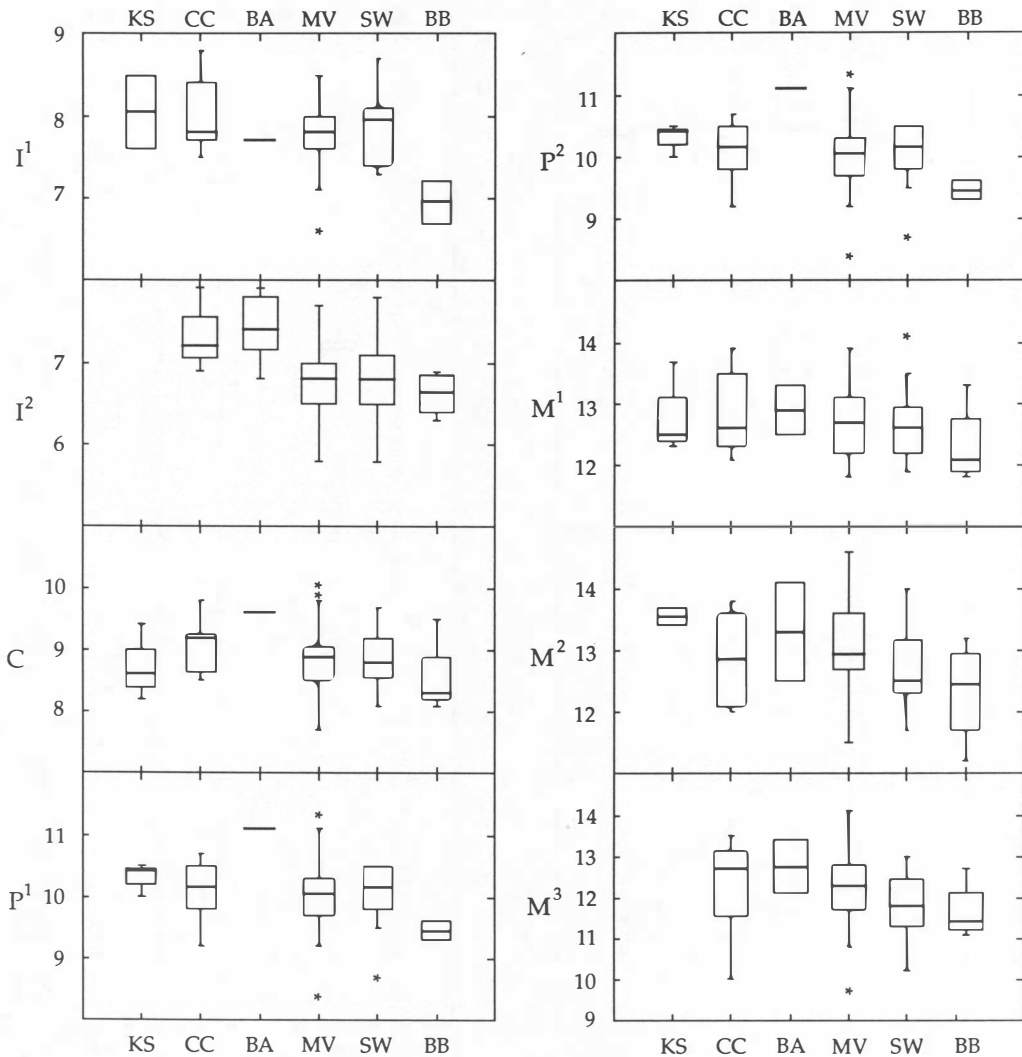 KS CC BA MV SW BB
9
8
I¹
7
7
I²
6
10
C
9
8
11
P¹
10
9
KS CC BA MV SW BB
KS CC BA MV SW BB
11
P²
10
9
14
M¹
13
12
14
M²
13
12
14
13
M³
12
11
10
9
KS CC BA MV SW BB